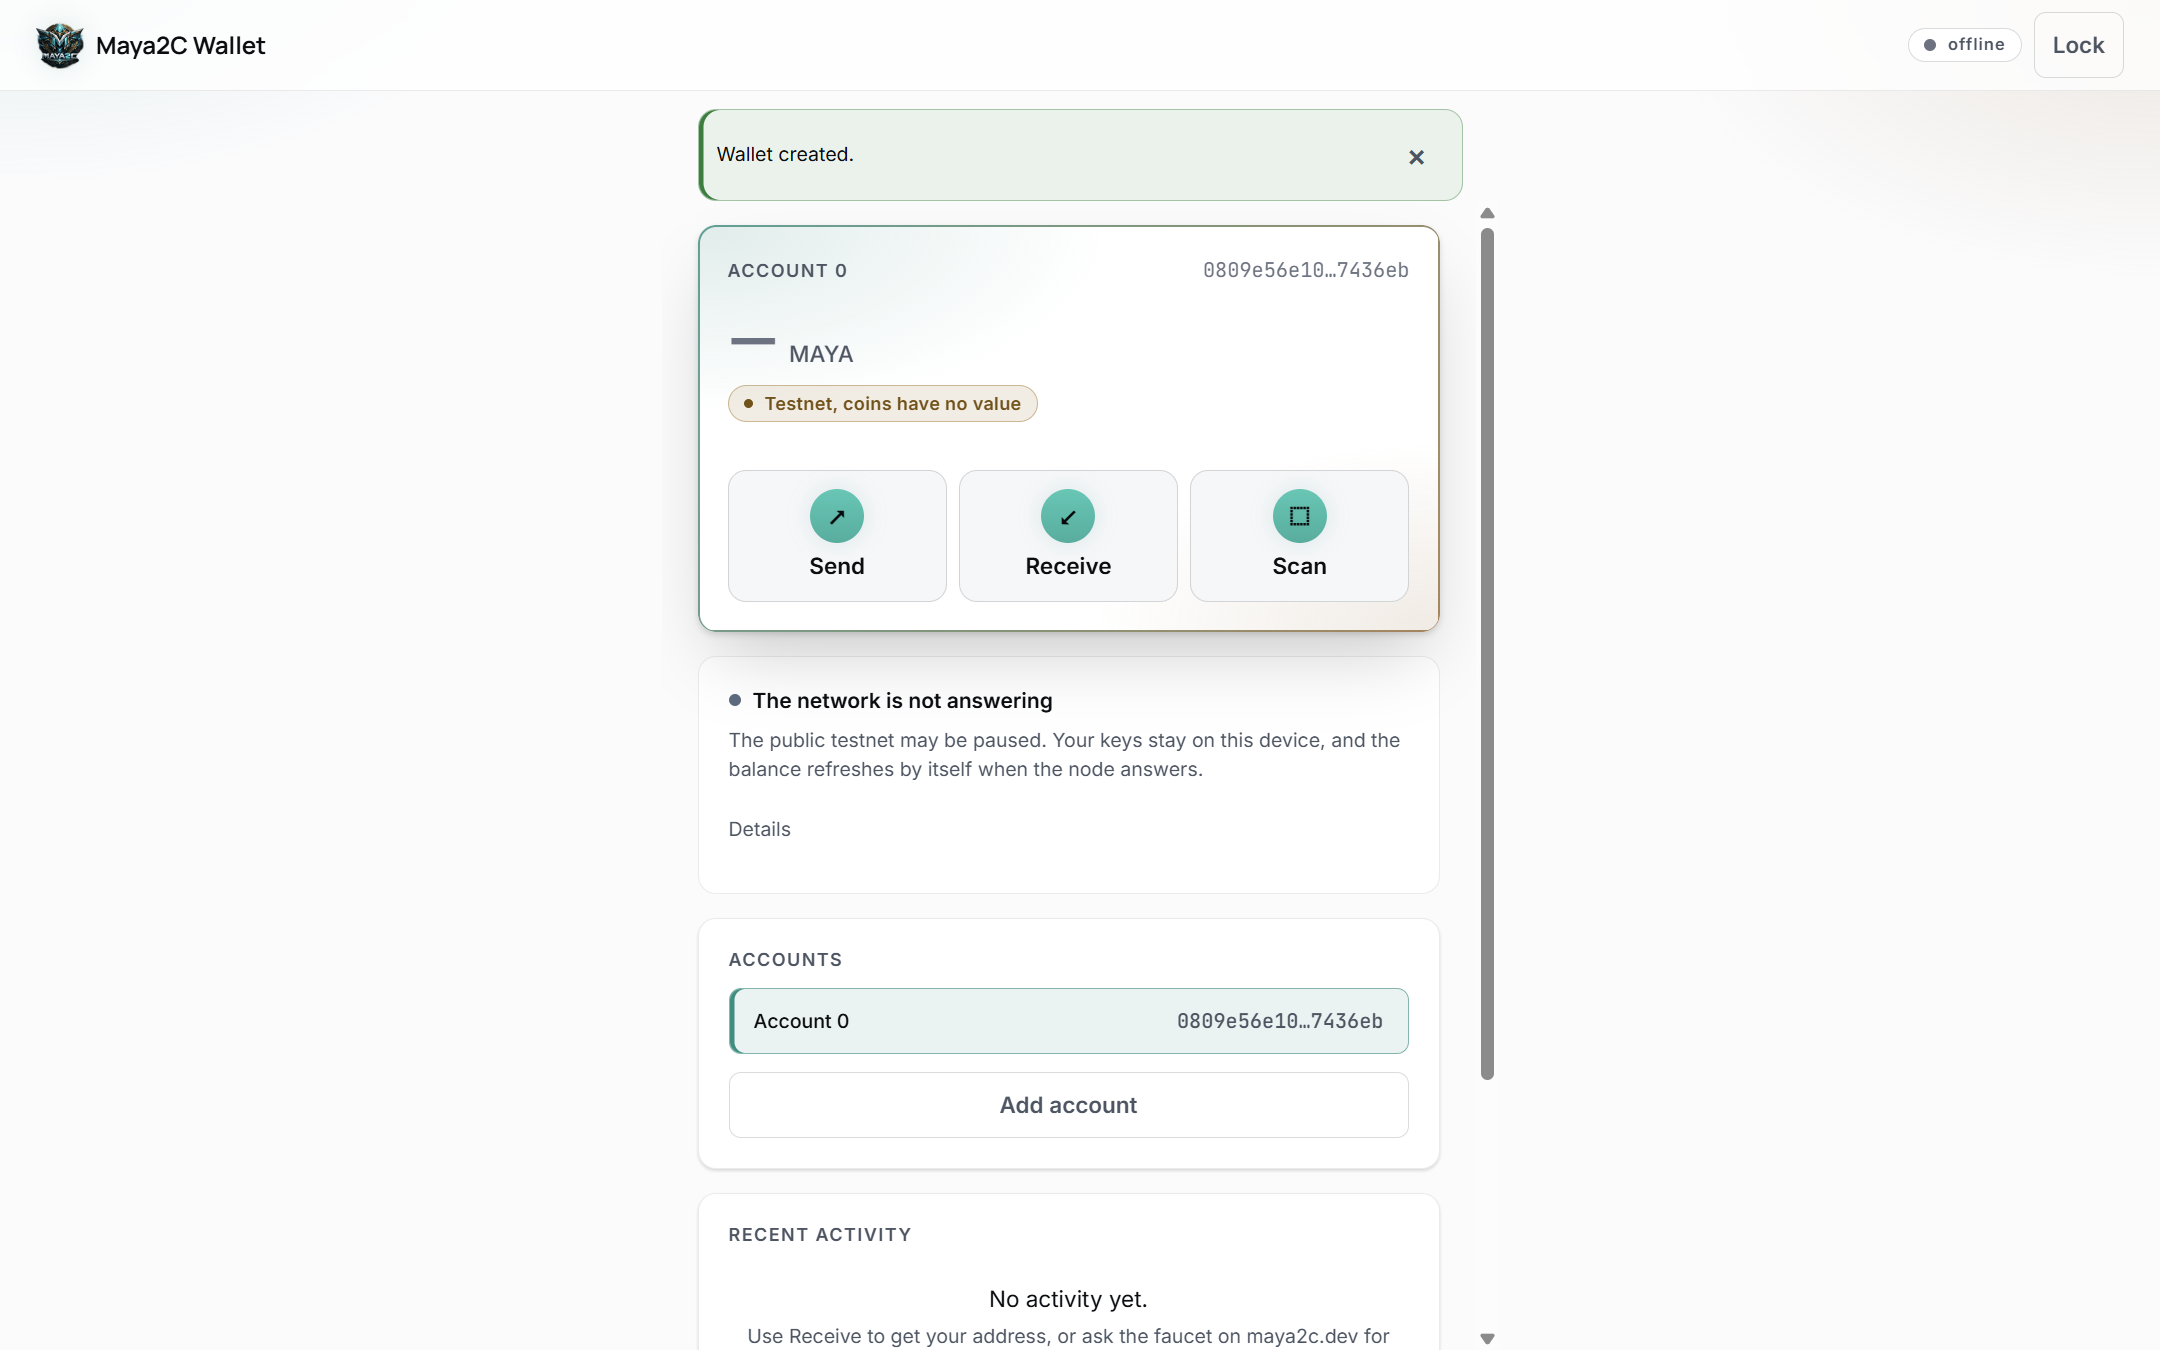 MAYA2C
Maya2C Wallet
offline
Lock
Wallet created.
ACCOUNT 0
0809e56e10…7436eb
— MAYA
Testnet, coins have no value
Send
Receive
Scan
The network is not answering
The public testnet may be paused. Your keys stay on this device, and the
balance refreshes by itself when the node answers.
Details
ACCOUNTS
Account 0
0809e56e10…7436eb
Add account
RECENT ACTIVITY
No activity yet.
Use Receive to get your address, or ask the faucet on maya2c.dev for